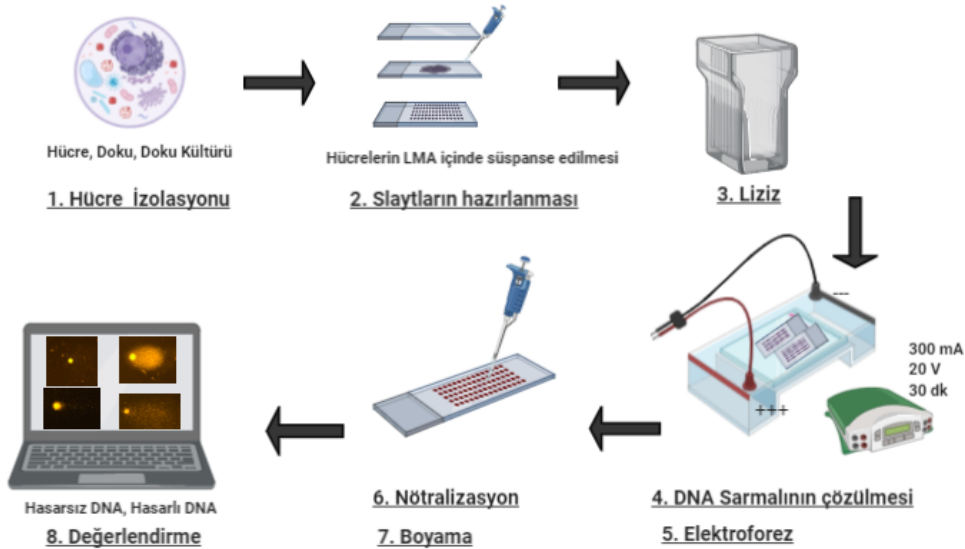 Hücre, Doku, Doku Kültürü
1. Hücre İzolasyonu
Hücrelerin LMA içinde süspanse edilmesi
2. Slaytların hazırlanması
3. Liziz
---
+++
300 mA
20 V
30 dk
4. DNA Sarmalının çözülmesi
5. Elektroforez
6. Nötralizasyon
7. Boyama
Hasarsız DNA, Hasarlı DNA
8. Değerlendirme